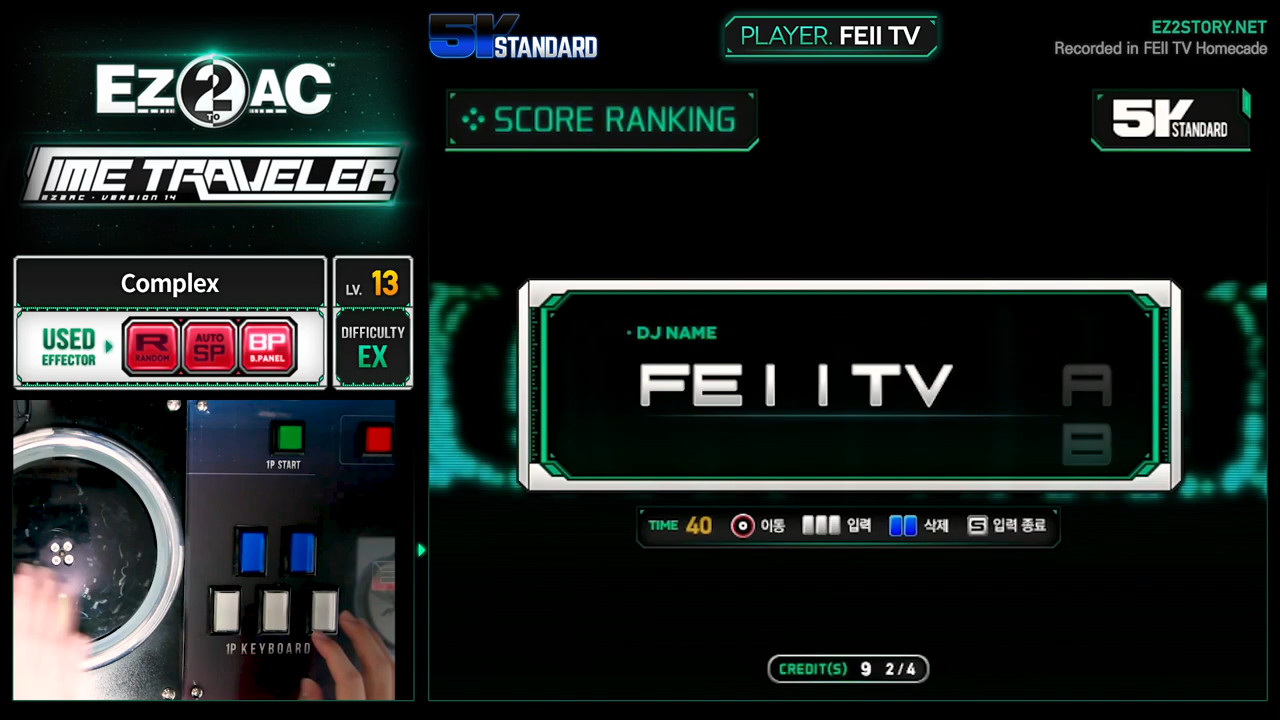 EZ2AC™
TO
TIME TRAVELER
EZ2AC · VERSION 14
Complex
LV. 13
USED
EFFECTOR
R
RANDOM
AUTO
SP
BP
B.PANEL
DIFFICULTY
EX
1P START
1P KEYBOARD
5K STANDARD
PLAYER. FEII TV
EZ2STORY.NET
Recorded in FEII TV Homecade
SCORE RANKING
5K STANDARD
DJ NAME
FEIITV
A
B
TIME 40 이동 입력 삭제 S 입력 종료
CREDIT(S) 9 2/4